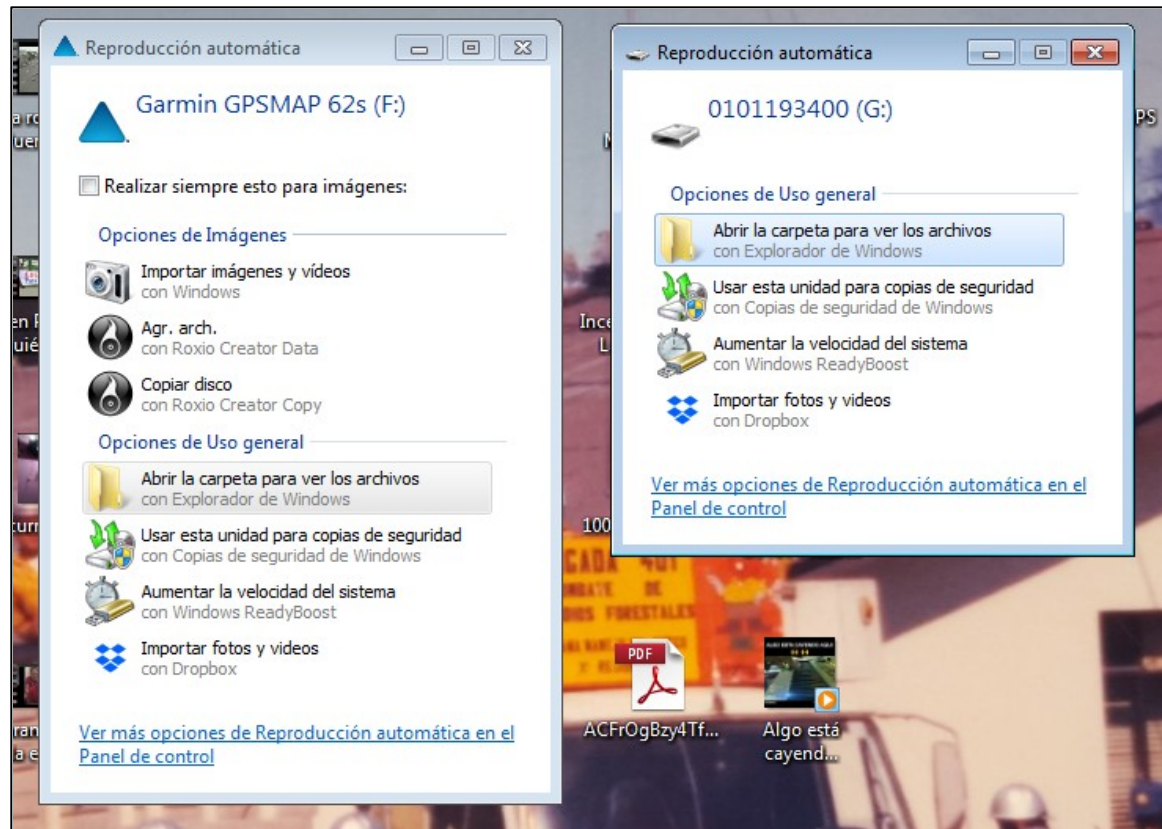 Reproducción automática
Garmin GPSMAP 62s (F:)
Realizar siempre esto para imágenes:
Opciones de Imágenes
Importar imágenes y vídeos
con Windows
Agr. arch.
con Roxio Creator Data
Copiar disco
con Roxio Creator Copy
Opciones de Uso general
Abrir la carpeta para ver los archivos
con Explorador de Windows
Usar esta unidad para copias de seguridad
con Copias de seguridad de Windows
Aumentar la velocidad del sistema
con Windows ReadyBoost
Importar fotos y videos
con Dropbox
Ver más opciones de Reproducción automática en el
Panel de control
Reproducción automática
0101193400 (G:)
Opciones de Uso general
Abrir la carpeta para ver los archivos
con Explorador de Windows
Usar esta unidad para copias de seguridad
con Copias de seguridad de Windows
Aumentar la velocidad del sistema
con Windows ReadyBoost
Importar fotos y videos
con Dropbox
Ver más opciones de Reproducción automática en el
Panel de control
PS
100
401
DE
FORESTALES
PDF
ACFrOgBzy4Tf...
Algo está
cayend...